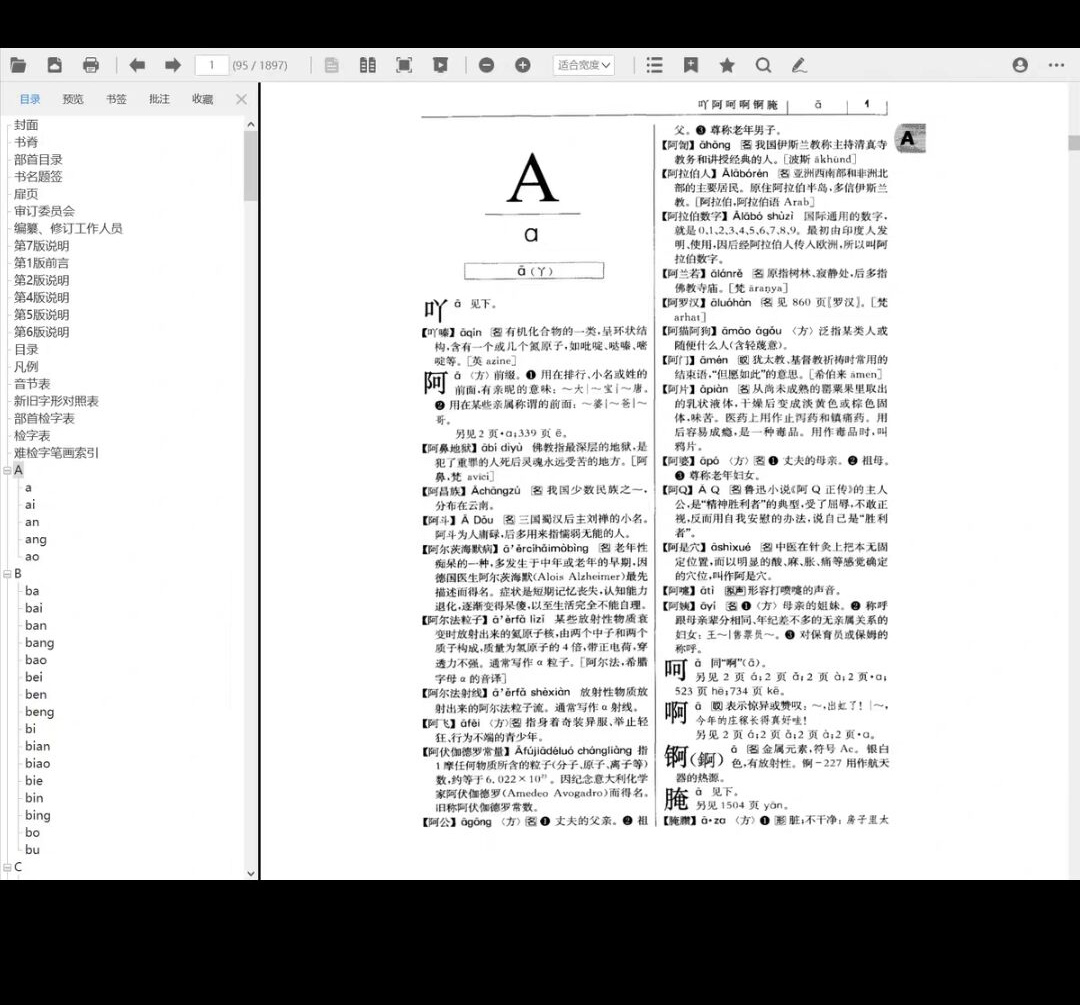 1 (95 / 1897) 适合宽度
目录 预览 书签 批注 收藏
封面
书脊
部首目录
书名题签
扉页
审订委员会
编纂、修订工作人员
第7版说明
第1版前言
第2版说明
第4版说明
第5版说明
第6版说明
目录
凡例
音节表
新旧字形对照表
部首检字表
检字表
难检字笔画索引
A
a
ai
an
ang
ao
B
ba
bai
ban
bang
bao
bei
ben
beng
bi
bian
biao
bie
bin
bing
bo
bu
C
吖阿呵啊锕腌 ā 1
A
A
ɑ
ā(ㄚ)
吖 ā 见下。
【吖嗪】āqín 名 有机化合物的一类,呈环状结
构,含有一个或几个氮原子,如吡啶、哒嗪、嘧
啶等。[英 azine]
阿 ā 〈方〉前缀。❶ 用在排行、小名或姓的
前面,有亲昵的意味:～大|～宝|～唐。
❷ 用在某些亲属称谓的前面:～婆|～爸|～
哥。
另见 2 页·ɑ;339 页 ē。
【阿鼻地狱】ābí dìyù 佛教指最深层的地狱,是
犯了重罪的人死后灵魂永远受苦的地方。[阿
鼻,梵 avīci]
【阿昌族】Āchāngzú 名 我国少数民族之一,
分布在云南。
【阿斗】Ā Dǒu 名 三国蜀汉后主刘禅的小名。
阿斗为人庸碌,后多用来指懦弱无能的人。
【阿尔茨海默病】ā'ěrcíhǎimòbìng 名 老年性
痴呆的一种,多发生于中年或老年的早期,因
德国医生阿尔茨海默(Alois Alzheimer)最先
描述而得名。症状是短期记忆丧失,认知能力
退化,逐渐变得呆傻,以至生活完全不能自理。
【阿尔法粒子】ā'ěrfǎ lìzǐ 某些放射性物质衰
变时放射出来的氦原子核,由两个中子和两个
质子构成,质量为氢原子的 4 倍,带正电荷,穿
透力不强。通常写作 α 粒子。[阿尔法,希腊
字母 α 的音译]
【阿尔法射线】ā'ěrfǎ shèxiàn 放射性物质放
射出来的阿尔法粒子流。通常写作 α 射线。
【阿飞】āfēi 〈方〉名 指身着奇装异服、举止轻
狂、行为不端的青少年。
【阿伏伽德罗常量】Āfújiādéluó chángliàng 指
1 摩任何物质所含的粒子(分子、原子、离子等)
数,约等于 6.022×10²³。因纪念意大利化学
家阿伏伽德罗(Amedeo Avogadro)而得名。
旧称阿伏伽德罗常数。
【阿公】āgōng 〈方〉名 ❶ 丈夫的父亲。❷ 祖
父。❸ 尊称老年男子。
【阿訇】āhōng 名 我国伊斯兰教称主持清真寺
教务和讲授经典的人。[波斯 ākhūnd]
【阿拉伯人】Ālābórén 名 亚洲西南部和非洲北
部的主要居民。原住阿拉伯半岛,多信伊斯兰
教。[阿拉伯,阿拉伯语 Arab]
【阿拉伯数字】Ālābó shùzì 国际通用的数字,
就是 0,1,2,3,4,5,6,7,8,9。最初由印度人发
明、使用,因后经阿拉伯人传入欧洲,所以叫阿
拉伯数字。
【阿兰若】ālánrě 名 原指树林、寂静处,后多指
佛教寺庙。[梵 āraṇya]
【阿罗汉】āluóhàn 名 见 860 页〖罗汉〗。[梵
arhat]
【阿猫阿狗】āmāo āgǒu 〈方〉泛指某类人或
随便什么人(含轻蔑意)。
【阿门】āmén 叹 犹太教、基督教祈祷时常用的
结束语,“但愿如此”的意思。[希伯来 āmēn]
【阿片】āpiàn 名 从尚未成熟的罂粟果里取出
的乳状液体,干燥后变成淡黄色或棕色固
体,味苦。医药上用作止泻药和镇痛药。用
后容易成瘾,是一种毒品。用作毒品时,叫
鸦片。
【阿婆】āpó 〈方〉名 ❶ 丈夫的母亲。❷ 祖母。
❸ 尊称老年妇女。
【阿Q】Ā Q 名 鲁迅小说《阿 Q 正传》的主人
公,是“精神胜利者”的典型,受了屈辱,不敢正
视,反而用自我安慰的办法,说自己是“胜利
者”。
【阿是穴】āshìxué 名 中医在针灸上把本无固
定位置,而以明显的酸、麻、胀、痛等感觉确定
的穴位,叫作阿是穴。
【阿嚏】ātì 拟声 形容打喷嚏的声音。
【阿姨】āyí 名 ❶〈方〉母亲的姐妹。❷ 称呼
跟母亲辈分相同、年纪差不多的无亲属关系的
妇女:王～|售票员～。❸ 对保育员或保姆的
称呼。
呵 ā 同“啊”(ā)。
另见 2 页 á;2 页 ǎ;2 页 à;2 页·ɑ;
523 页 hē;734 页 kē。
啊 ā 叹 表示惊异或赞叹:～,出虹了!|～,
今年的庄稼长得真好哇!
另见 2 页 á;2 页 ǎ;2 页 à;2 页·ɑ。
锕(錒) ā 名 金属元素,符号 Ac。银白
色,有放射性。锕-227 用作航天
器的热源。
腌 ā 见下。
另见 1504 页 yān。
【腌臜】ā·zā 〈方〉❶ 形 脏;不干净:房子里太